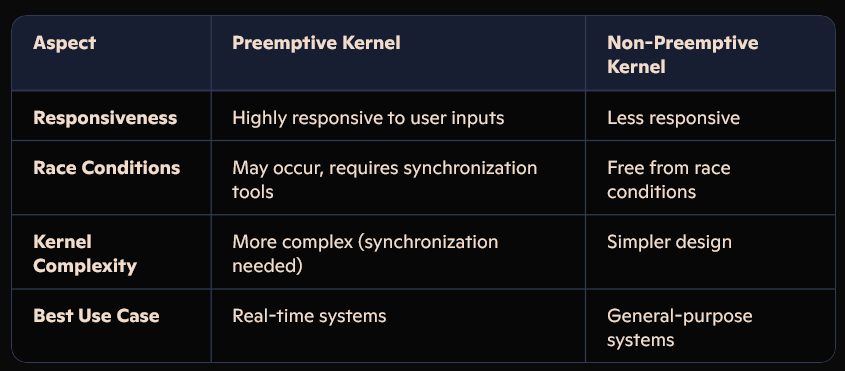 Aspect
Preemptive Kernel
Non-Preemptive
Kernel
Responsiveness
Highly responsive to user inputs
Less responsive
Race Conditions
May occur, requires synchronization
tools
Free from race
conditions
Kernel
Complexity
More complex (synchronization
needed)
Simpler design
Best Use Case
Real-time systems
General-purpose
systems